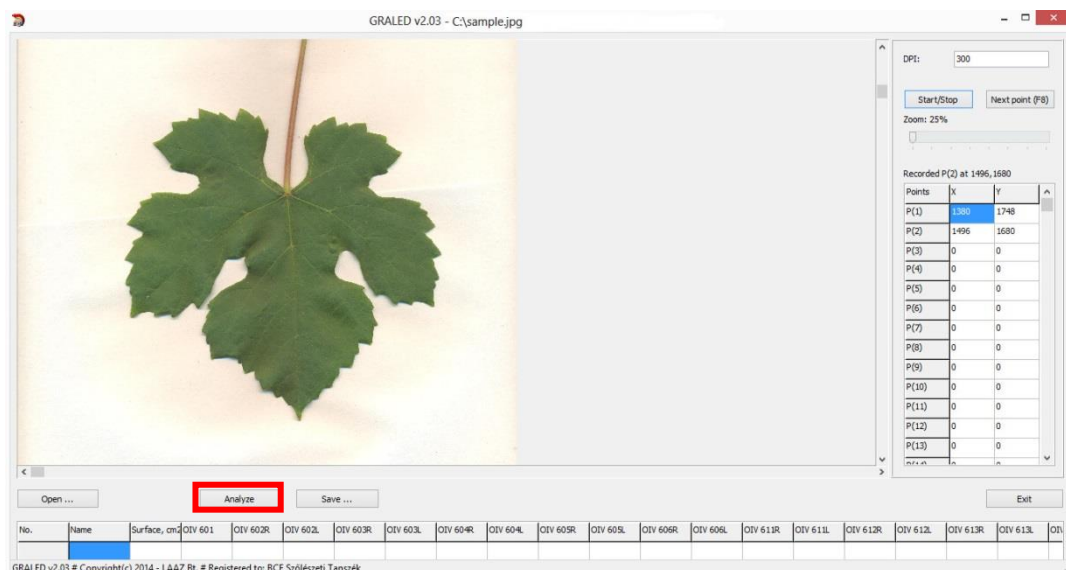 GRALED v2.03 - C:\sample.jpg
DPI: 300
Start/Stop Next point (F8)
Zoom: 25%
Recorded P(2) at 1496,1680
Points X Y
P(1) 1380 1748
P(2) 1496 1680
P(3) 0 0
P(4) 0 0
P(5) 0 0
P(6) 0 0
P(7) 0 0
P(8) 0 0
P(9) 0 0
P(10) 0 0
P(11) 0 0
P(12) 0 0
P(13) 0 0
Open ... Analyze Save ... Exit
No. Name Surface, cm2 OIV 601 OIV 602R OIV 602L OIV 603R OIV 603L OIV 604R OIV 604L OIV 605R OIV 605L OIV 606R OIV 606L OIV 611R OIV 611L OIV 612R OIV 612L OIV 613R OIV 613L
GRALED v2.03 # Copyright(c) 2014 - LAAZ Bt. # Registered to: BCE Szőlészeti Tanszék